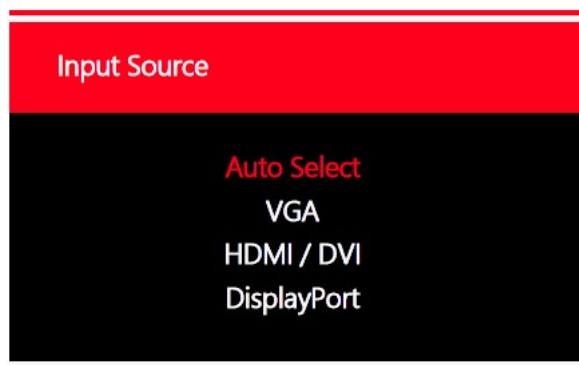 Input Source
Auto Select
VGA
HDMI / DVI
DisplayPort